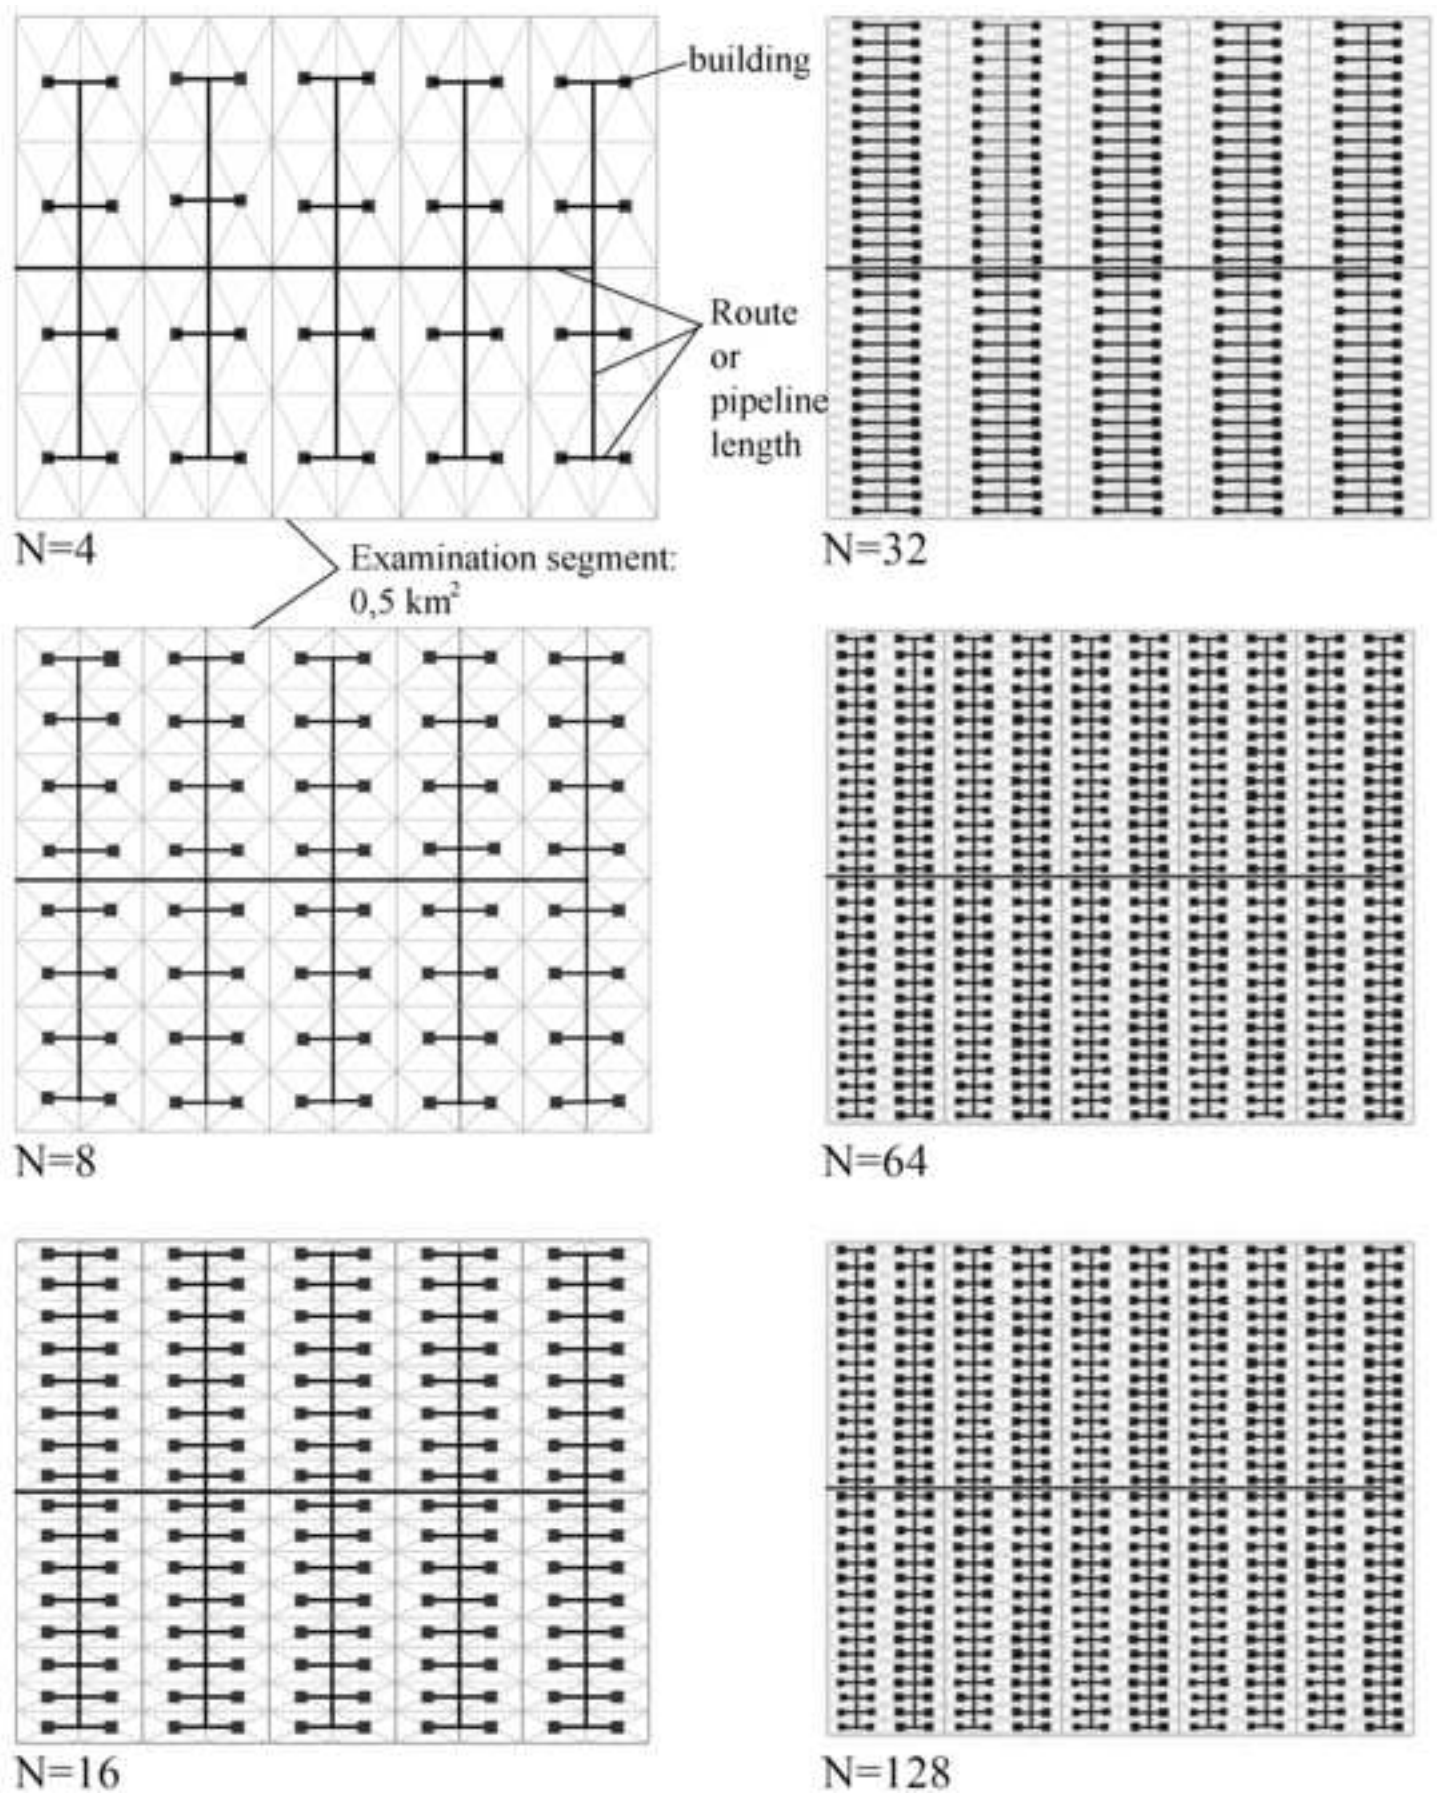 building
Route
or
pipeline
length
N=4
N=32
Examination segment:
0,5 km²
N=8
N=64
N=16
N=128